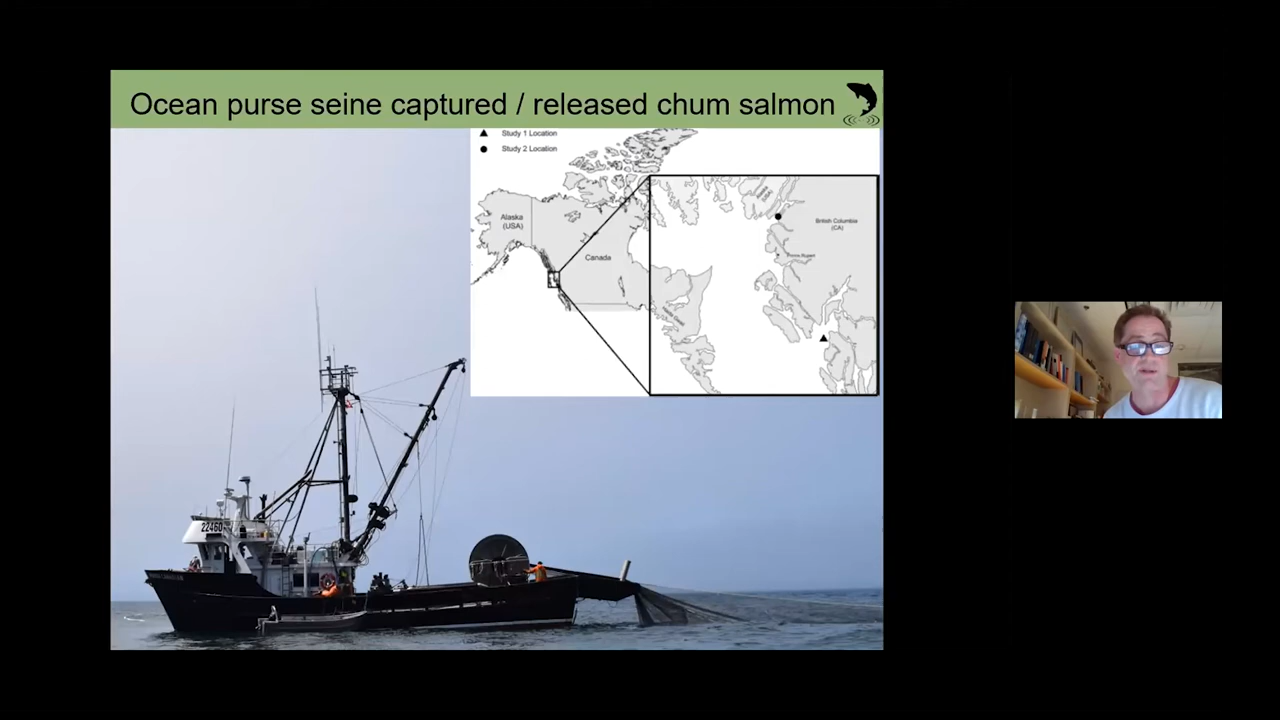 Ocean purse seine captured / released chum salmon
Study 1 Location
Study 2 Location
Alaska
(USA)
Canada
British Columbia
(CA)
Prince Rupert
22460